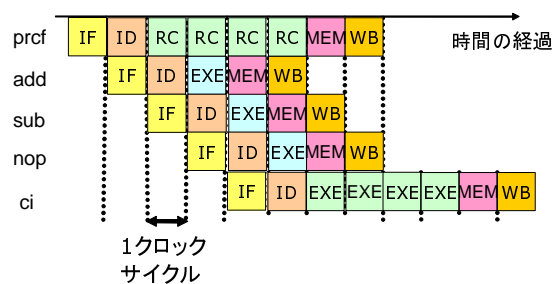 prcf IF ID RC RC RC RC MEM WB 時間の経過
add IF ID EXE MEM WB
sub IF ID EXE MEM WB
nop IF ID EXE MEM WB
ci IF ID EXE EXE EXE EXE MEM WB
1クロック
サイクル